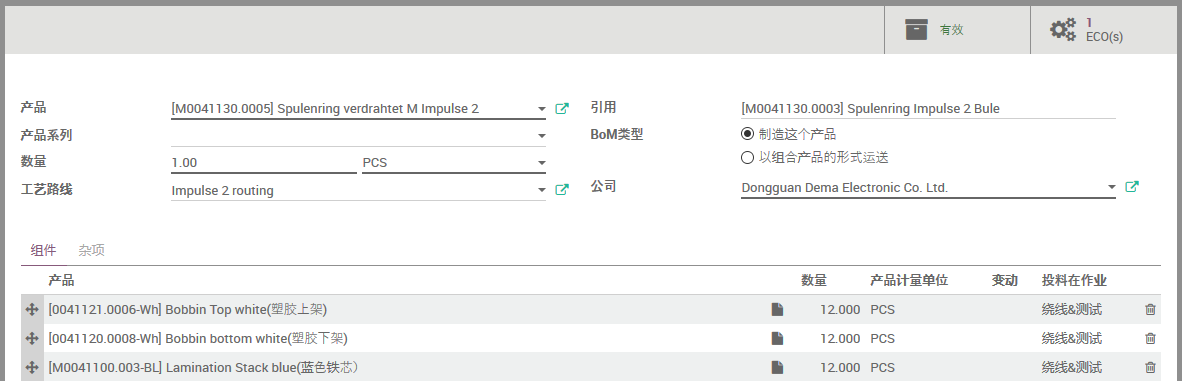 有效
1
ECO(s)
产品 [M0041130.0005] Spulenring verdrahtet M Impulse 2 引用 [M0041130.0003] Spulenring Impulse 2 Bule
产品系列 BoM类型 制造这个产品
数量 1.00 PCS 以组合产品的形式运送
工艺路线 Impulse 2 routing 公司 Dongguan Dema Electronic Co. Ltd.
组件 杂项
产品 数量 产品计量单位 变动 投料在作业
[0041121.0006-Wh] Bobbin Top white(塑胶上架) 12.000 PCS 绕线&测试
[0041120.0008-Wh] Bobbin bottom white(塑胶下架) 12.000 PCS 绕线&测试
[M0041100.003-BL] Lamination Stack blue(蓝色铁芯） 12.000 PCS 绕线&测试